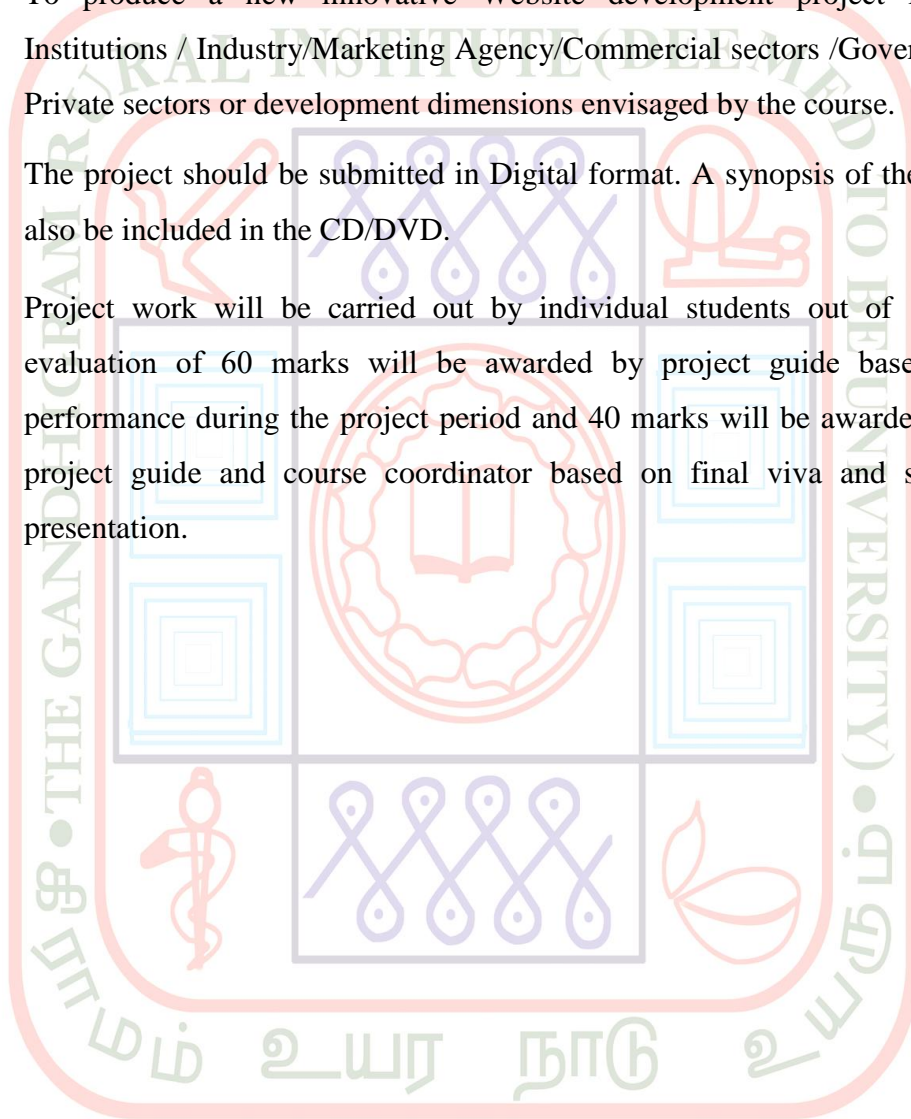 To produce a new innovative Website development project
Institutions / Industry/Marketing Agency/Commercial sectors /Gover
Private sectors or development dimensions envisaged by the course.
The project should be submitted in Digital format. A synopsis of the
also be included in the CD/DVD.
Project work will be carried out by individual students out of
evaluation of 60 marks will be awarded by project guide base
performance during the project period and 40 marks will be awarde
project guide and course coordinator based on final viva and s
presentation.
THE GANDHIGRAM RURAL INSTITUTE (DEEMED TO BE UNIVERSITY)
கிராமம் உயர நாடு உயரும்